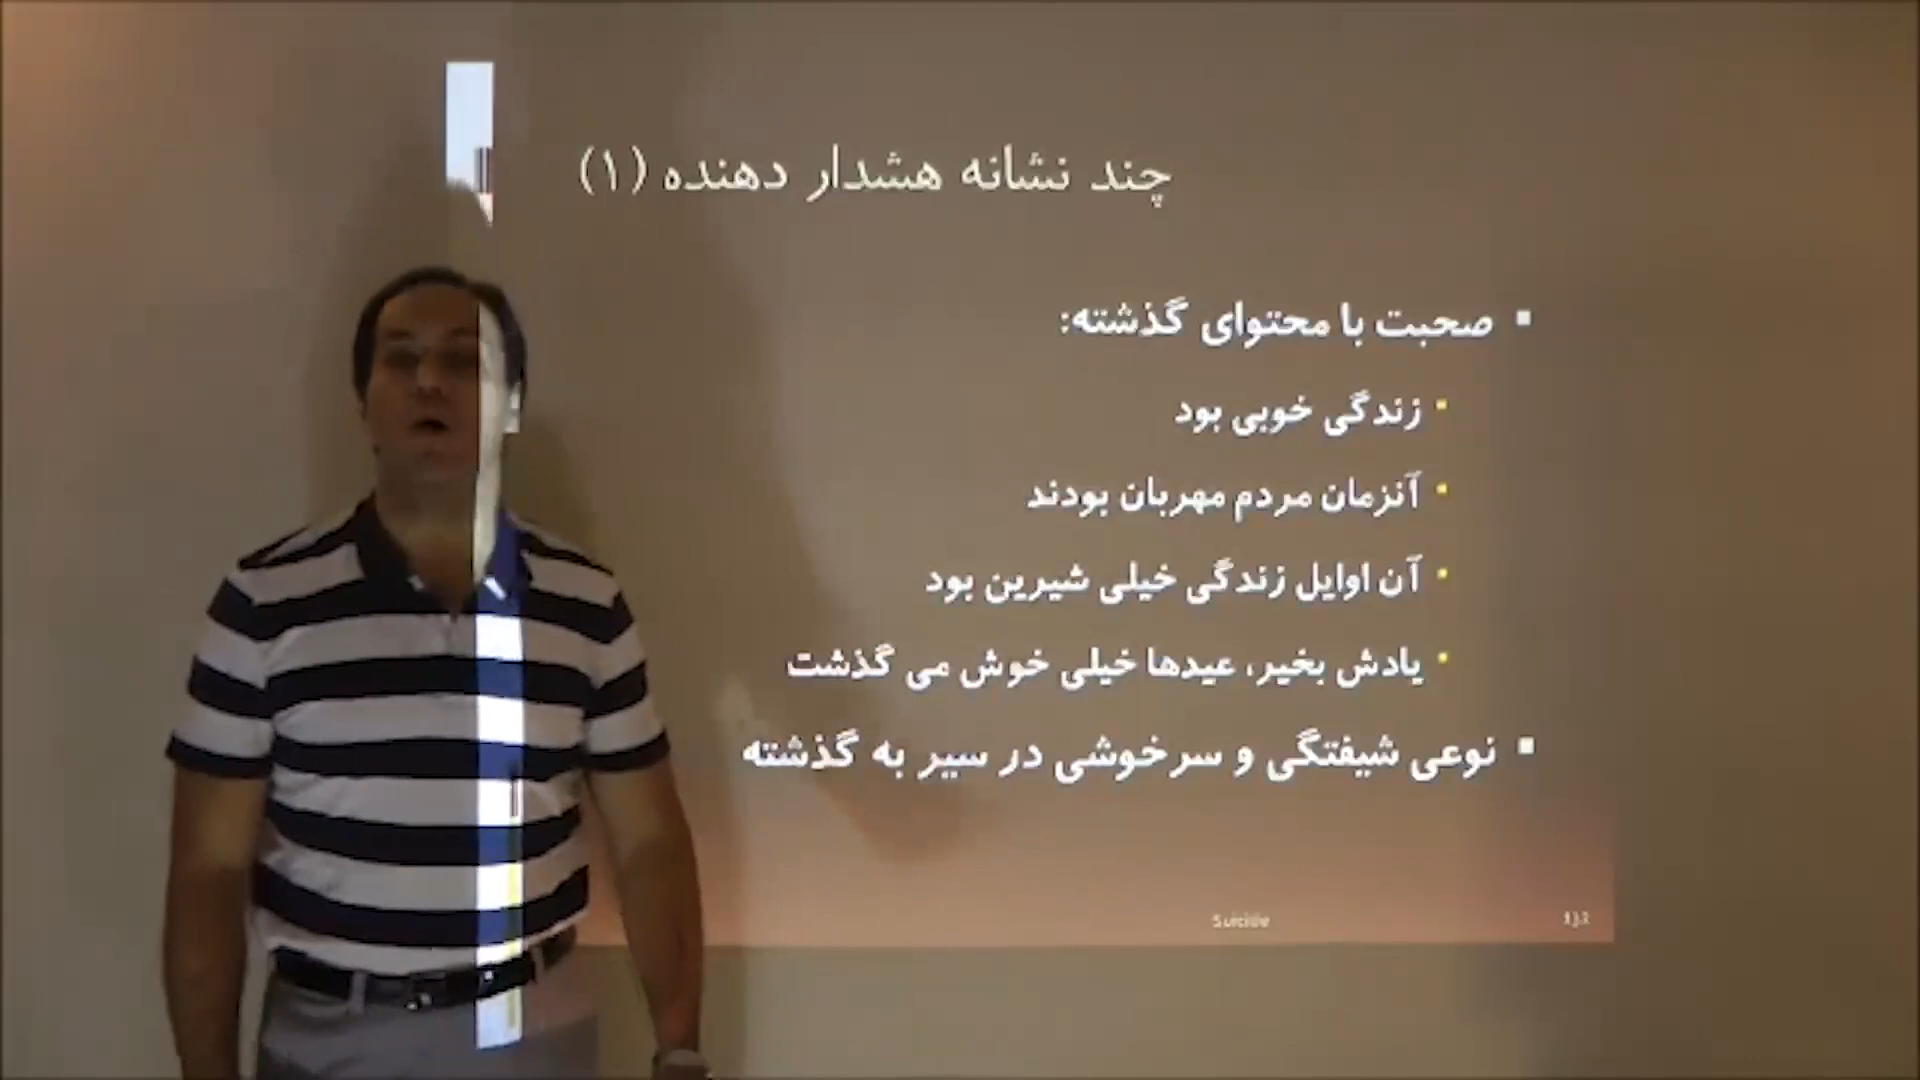 چند نشانه هشدار دهنده (۱)
صحبت با محتوای گذشته:
زندگی خوبی بود
آنزمان مردم مهربان بودند
آن اوایل زندگی خیلی شیرین بود
یادش بخیر، عیدها خیلی خوش می گذشت
نوعی شیفتگی و سرخوشی در سیر به گذشته
Suicide